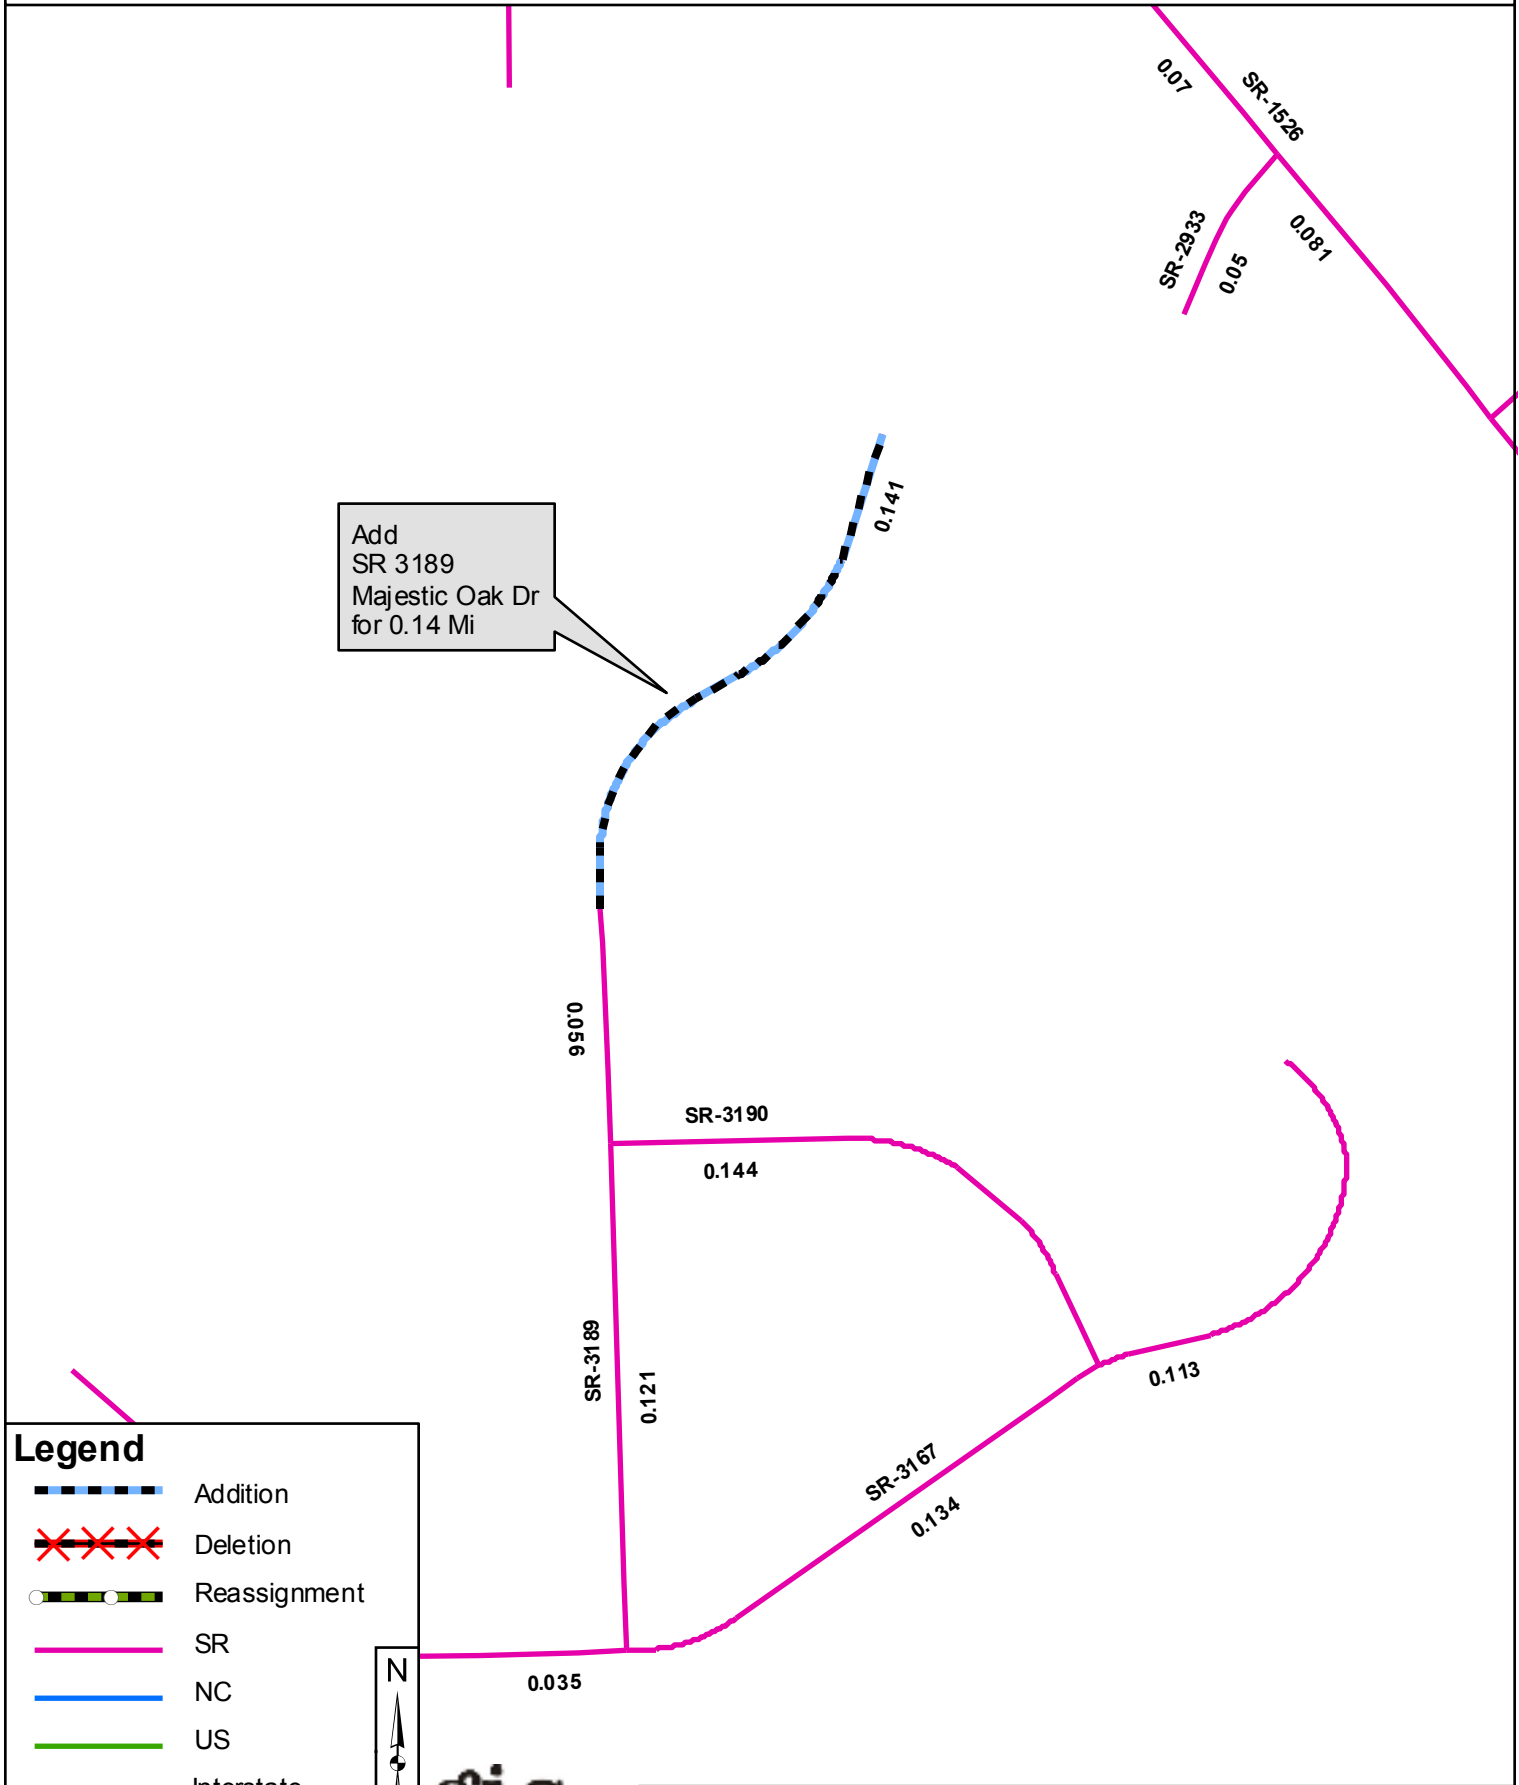 0.07
SR-1526
SR-2933
0.05
0.081
0.141
Add
SR 3189
Majestic Oak Dr
for 0.14 Mi
0.056
SR-3190
0.144
SR-3189
0.121
0.113
SR-3167
0.134
0.035
Legend
Addition
Deletion
Reassignment
SR
NC
US
Interstate
N